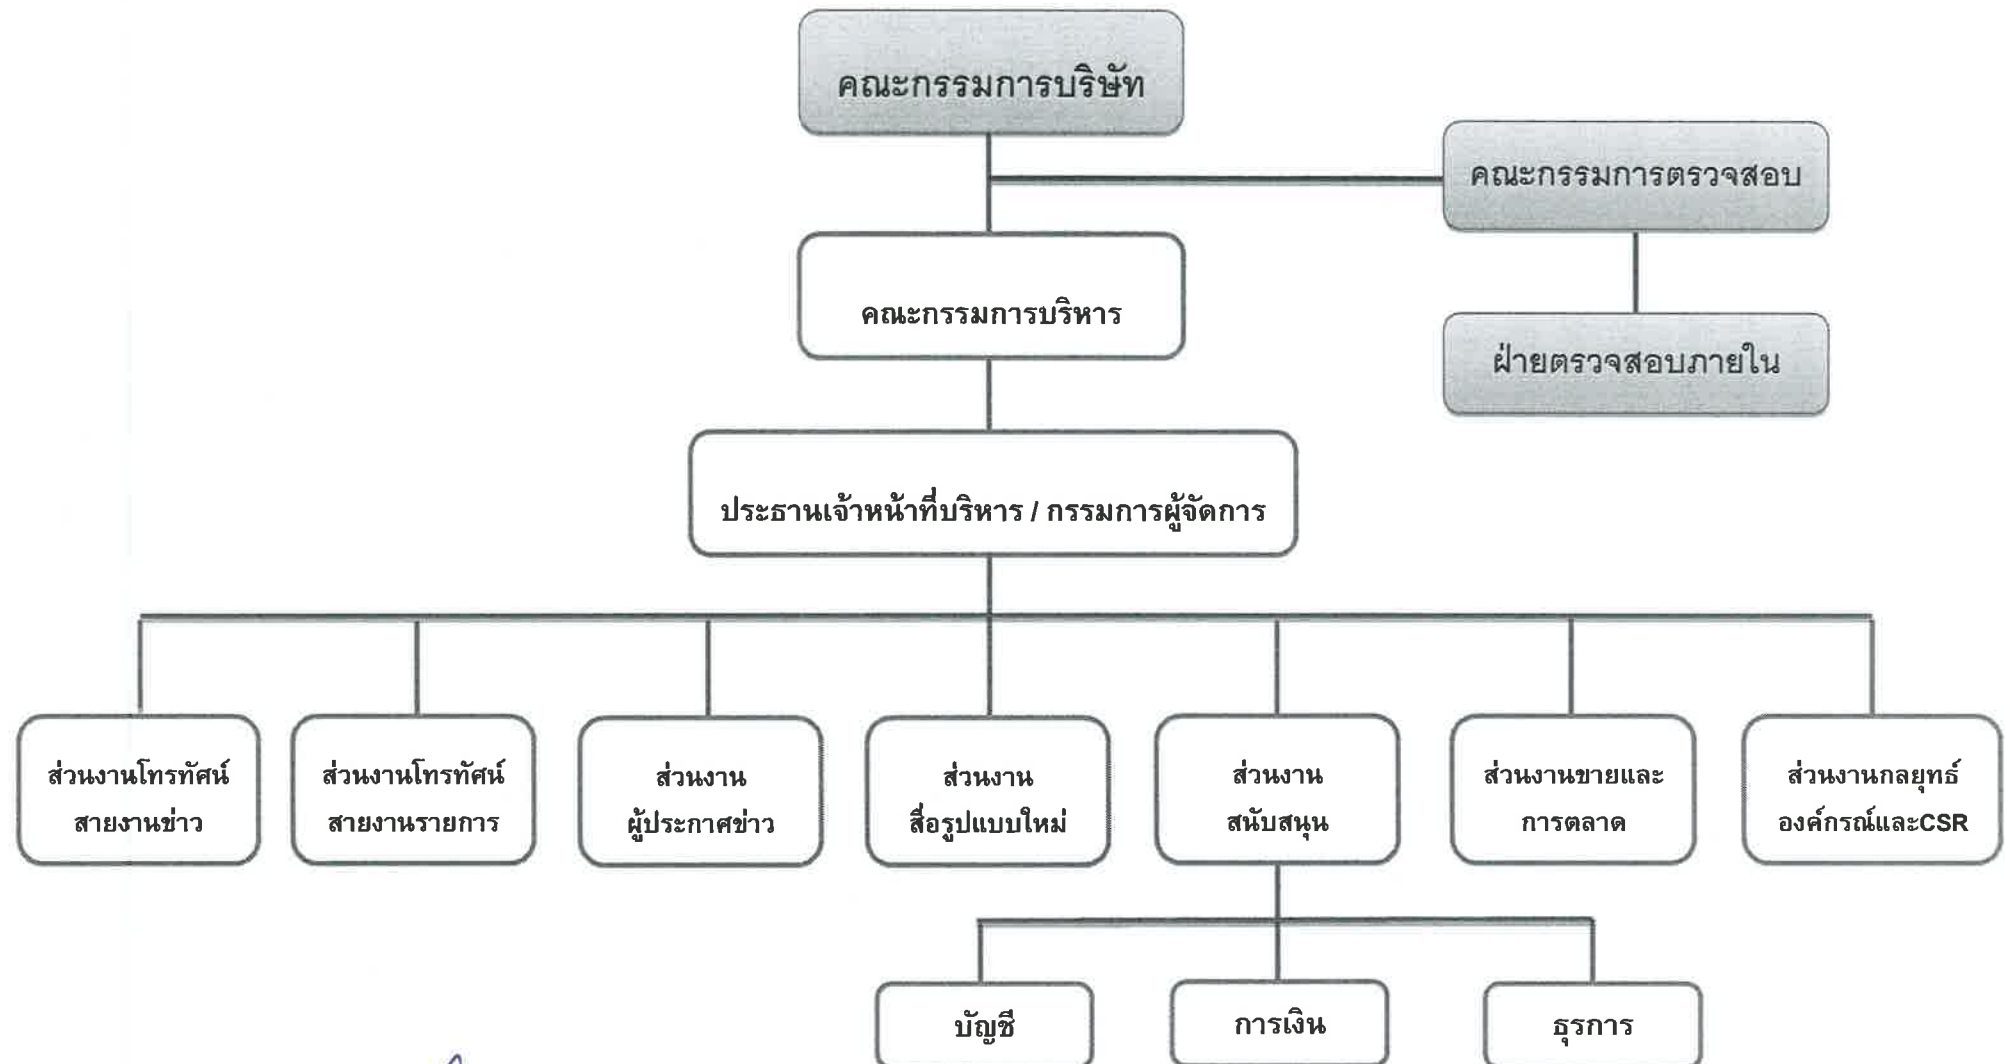 คณะกรรมการบริษัท
คณะกรรมการตรวจสอบ
คณะกรรมการบริหาร
ฝ่ายตรวจสอบภายใน
ประธานเจ้าหน้าที่บริหาร / กรรมการผู้จัดการ
ส่วนงานโทรทัศน์
สายงานข่าว
ส่วนงานโทรทัศน์
สายงานรายการ
ส่วนงาน
ผู้ประกาศข่าว
ส่วนงาน
สื่อรูปแบบใหม่
ส่วนงาน
สนับสนุน
ส่วนงานขายและ
การตลาด
ส่วนงานกลยุทธ์
องค์กรณ์และCSR
บัญชี
การเงิน
ธุรการ